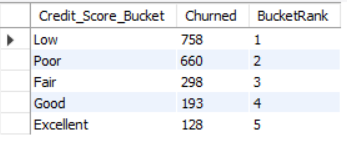 Credit_Score_Bucket Churned BucketRank
Low 758 1
Poor 660 2
Fair 298 3
Good 193 4
Excellent 128 5